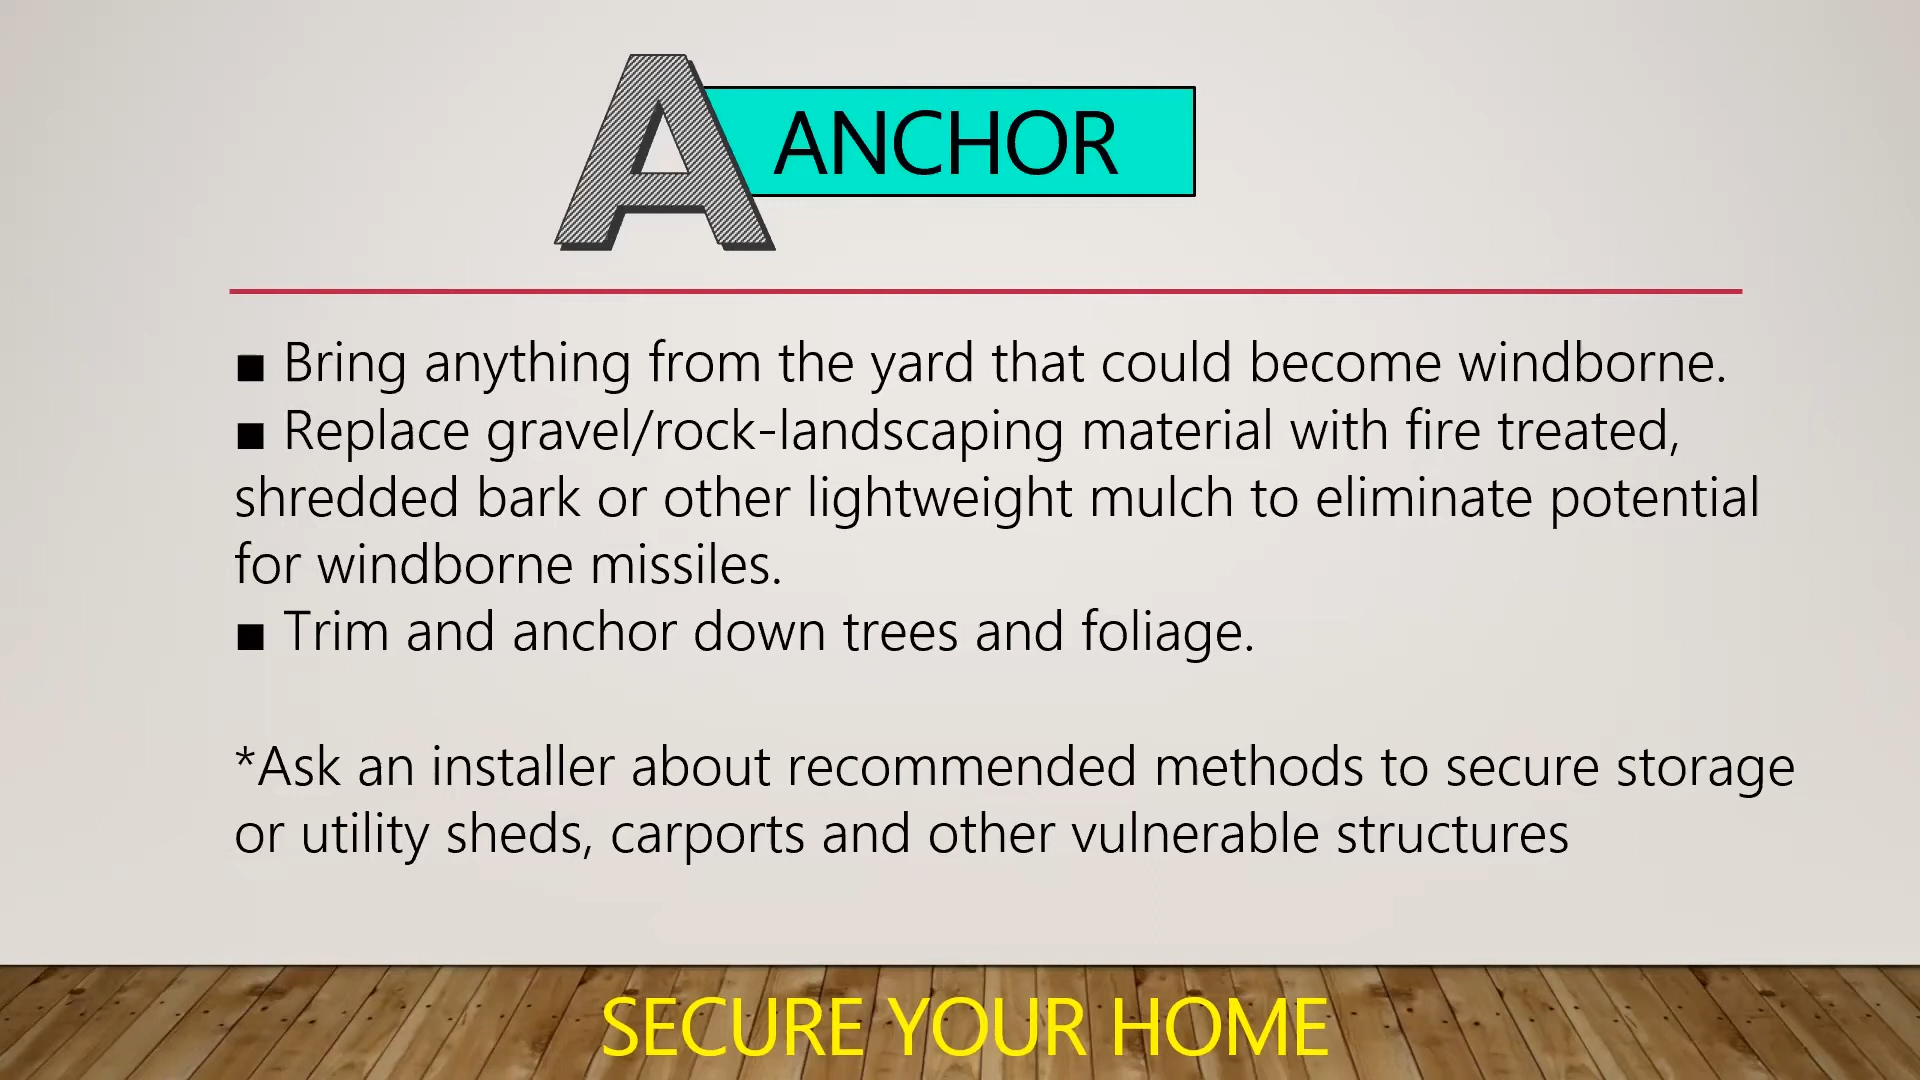 A ANCHOR
■ Bring anything from the yard that could become windborne.
■ Replace gravel/rock-landscaping material with fire treated,
shredded bark or other lightweight mulch to eliminate potential
for windborne missiles.
■ Trim and anchor down trees and foliage.
*Ask an installer about recommended methods to secure storage
or utility sheds, carports and other vulnerable structures
SECURE YOUR HOME